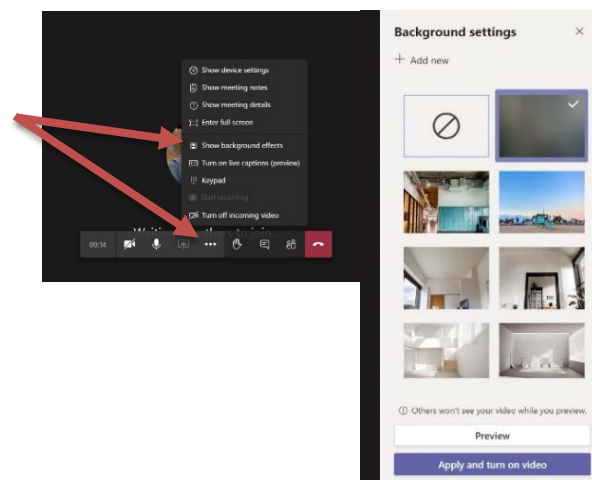 Show device settings
Show meeting notes
Show meeting details
Enter full screen
Show background effects
Turn on live captions (preview)
Keypad
Start recording
Turn off incoming video
00:14
Background settings
+ Add new
Others won't see your video while you preview.
Preview
Apply and turn on video